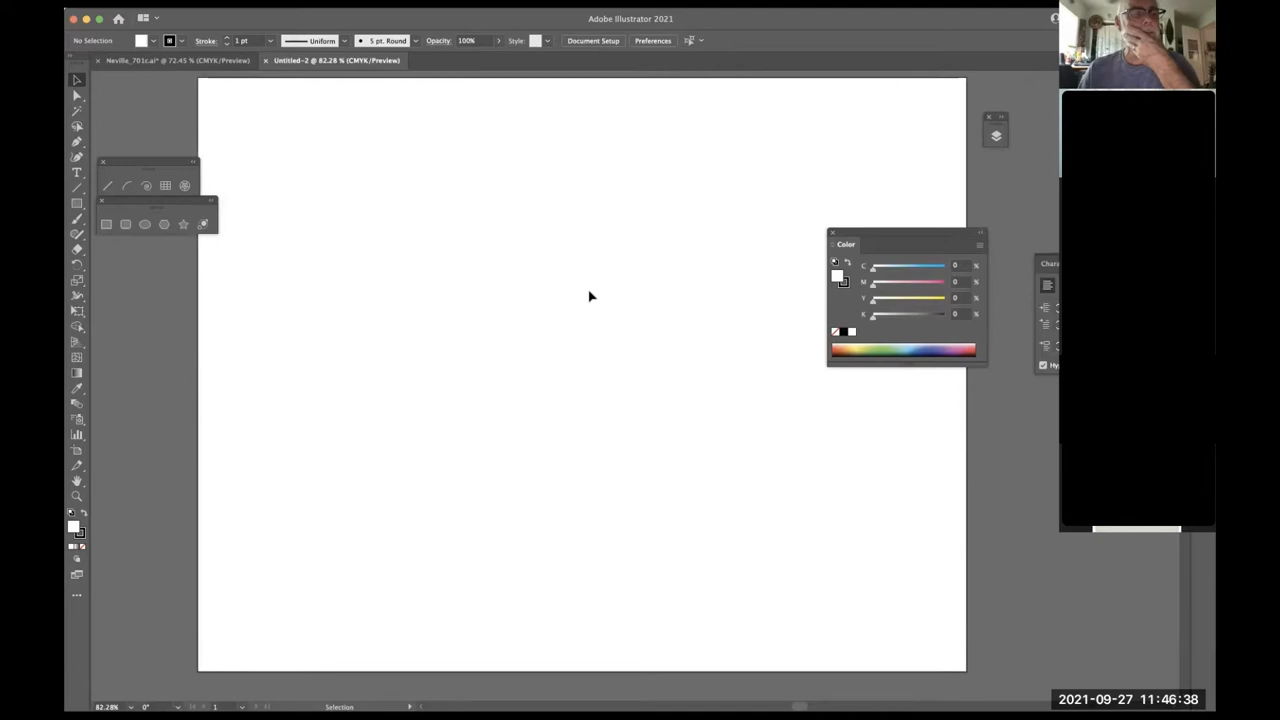 Adobe Illustrator 2021
No Selection Stroke: 1 pt Uniform 5 pt. Round Opacity: 100% Style: Document Setup Preferences
Neville_701c.ai* @ 72.45 % (CMYK/Preview) Untitled-2 @ 82.28 % (CMYK/Preview)
Color
C 0 %
M 0 %
Y 0 %
K 0 %
Chara
Hy
82.28% 0° 1 Selection
2021-09-27 11:46:38